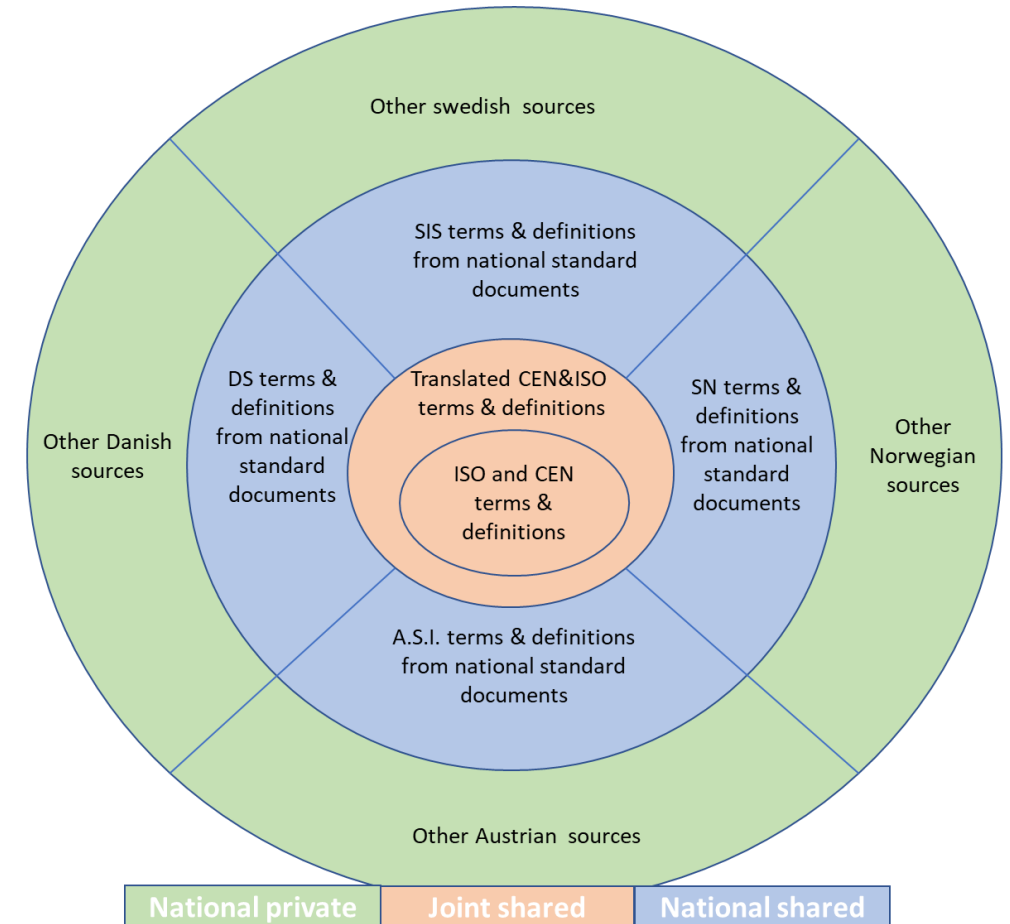 Other swedish sources
SIS terms & definitions
from national standard
documents
DS terms &
definitions
from national
standard
documents
Translated CEN&ISO
terms & definitions
SN terms &
definitions
from national
standard
documents
Other Danish
sources
Other
Norwegian
sources
ISO and CEN
terms &
definitions
A.S.I. terms & definitions
from national standard
documents
Other Austrian sources
National private
Joint shared
National shared